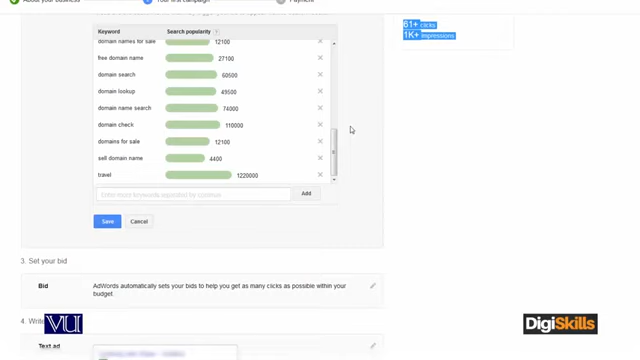 About your business
Your first campaign
Payment
61+ clicks
1K+ Impressions
Keyword Search popularity ?
domain names for sale 12100
free domain name 27100
domain search 60500
domain lookup 49500
domain name search 74000
domain check 110000
domains for sale 12100
sell domain name 4400
travel 1220000
Enter more keywords separated by commas
Add
Save Cancel
3. Set your bid
Bid AdWords automatically sets your bids to help you get as many clicks as possible within your
budget.
4. Write
VU
DigiSkills
Text ad